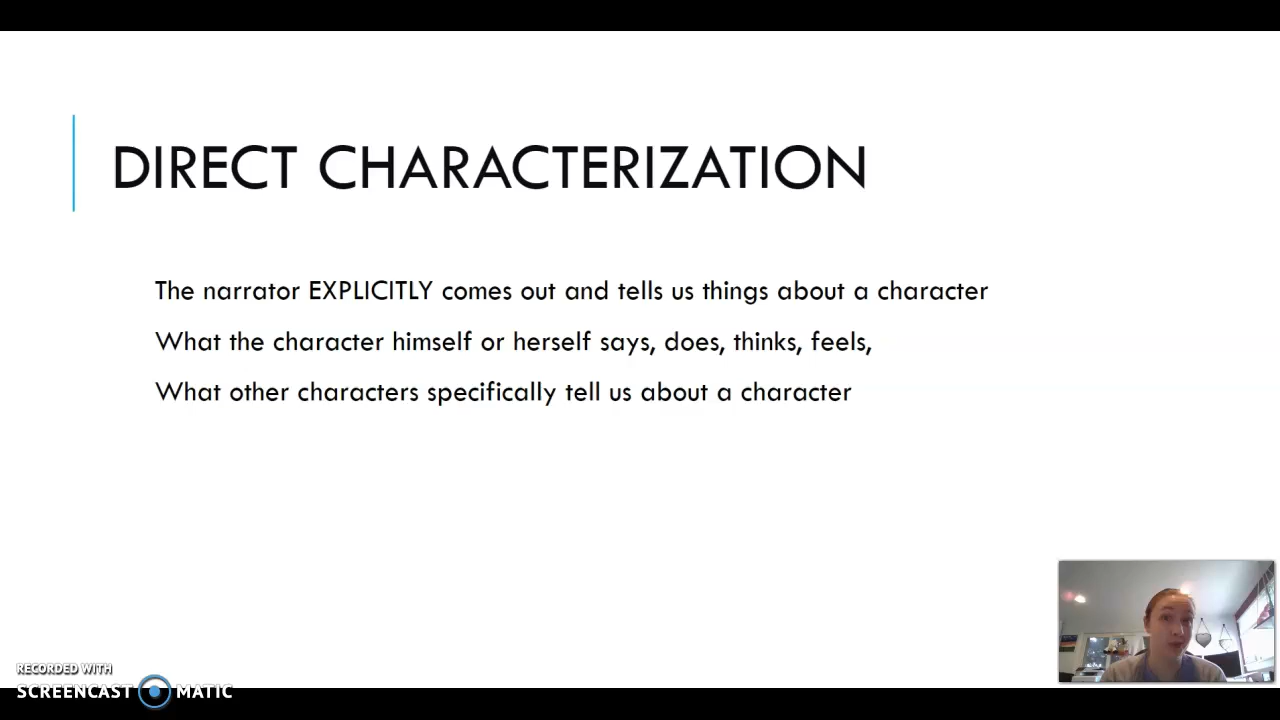 DIRECT CHARACTERIZATION
The narrator EXPLICITLY comes out and tells us things about a character
What the character himself or herself says, does, thinks, feels,
What other characters specifically tell us about a character
RECORDED WITH
SCREENCAST MATIC